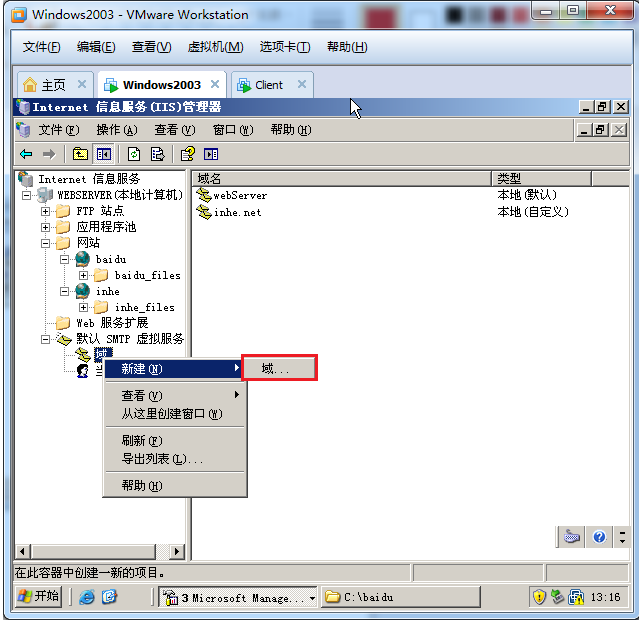 Windows2003 - VMware Workstation
文件(F) 编辑(E) 查看(V) 虚拟机(M) 选项卡(T) 帮助(H)
主页 Windows2003 Client
Internet 信息服务(IIS)管理器
文件(F) 操作(A) 查看(V) 窗口(W) 帮助(H)
Internet 信息服务
域名 类型
WEBSERVER(本地计算机)
webServer 本地(默认)
FTP 站点
inhe.net 本地(自定义)
应用程序池
网站
baidu
baidu_files
inhe
inhe_files
Web 服务扩展
默认 SMTP 虚拟服务
域
新建(N) 域...
查看(V)
从这里创建窗口(W)
刷新(F)
导出列表(L)...
帮助(H)
在此容器中创建一新的项目。
开始 3 Microsoft Manage... C:\baidu 13:16